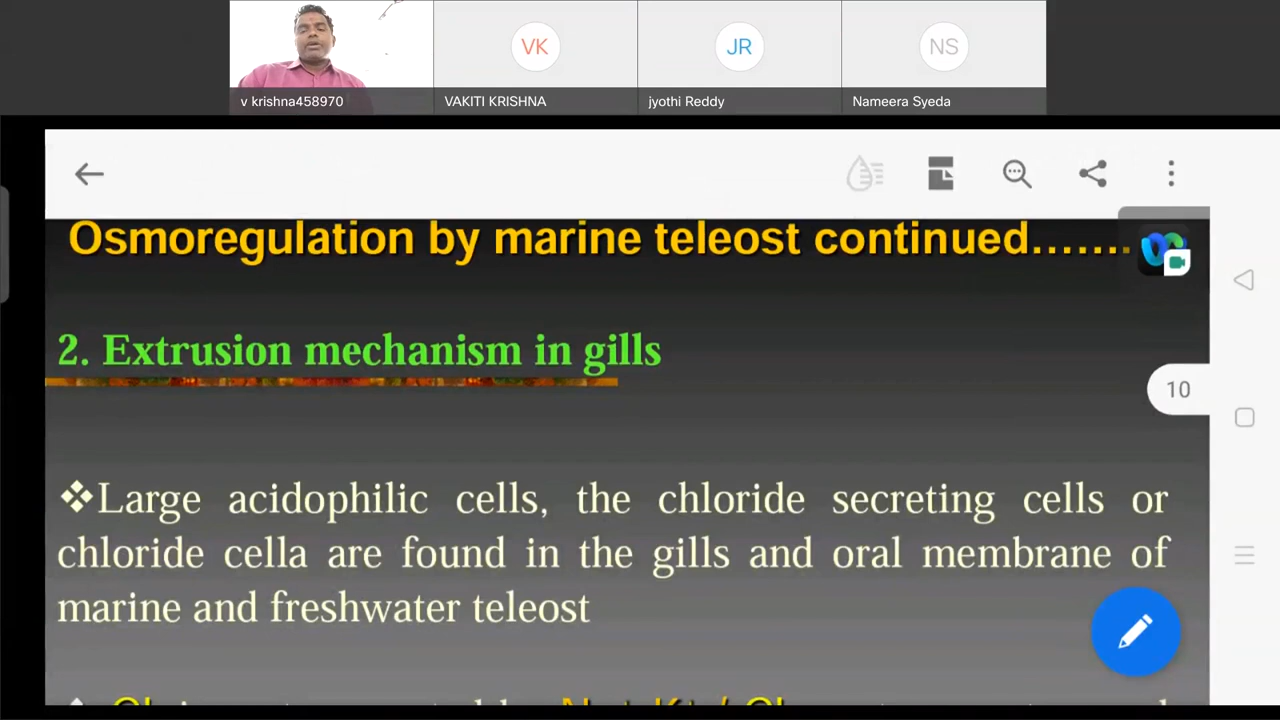 VK
JR
NS
v krishna458970
VAKITI KRISHNA
jyothi Reddy
Nameera Syeda
Osmoregulation by marine teleost continued.......
2. Extrusion mechanism in gills
10
❖Large acidophilic cells, the chloride secreting cells or
chloride cella are found in the gills and oral membrane of
marine and freshwater teleost